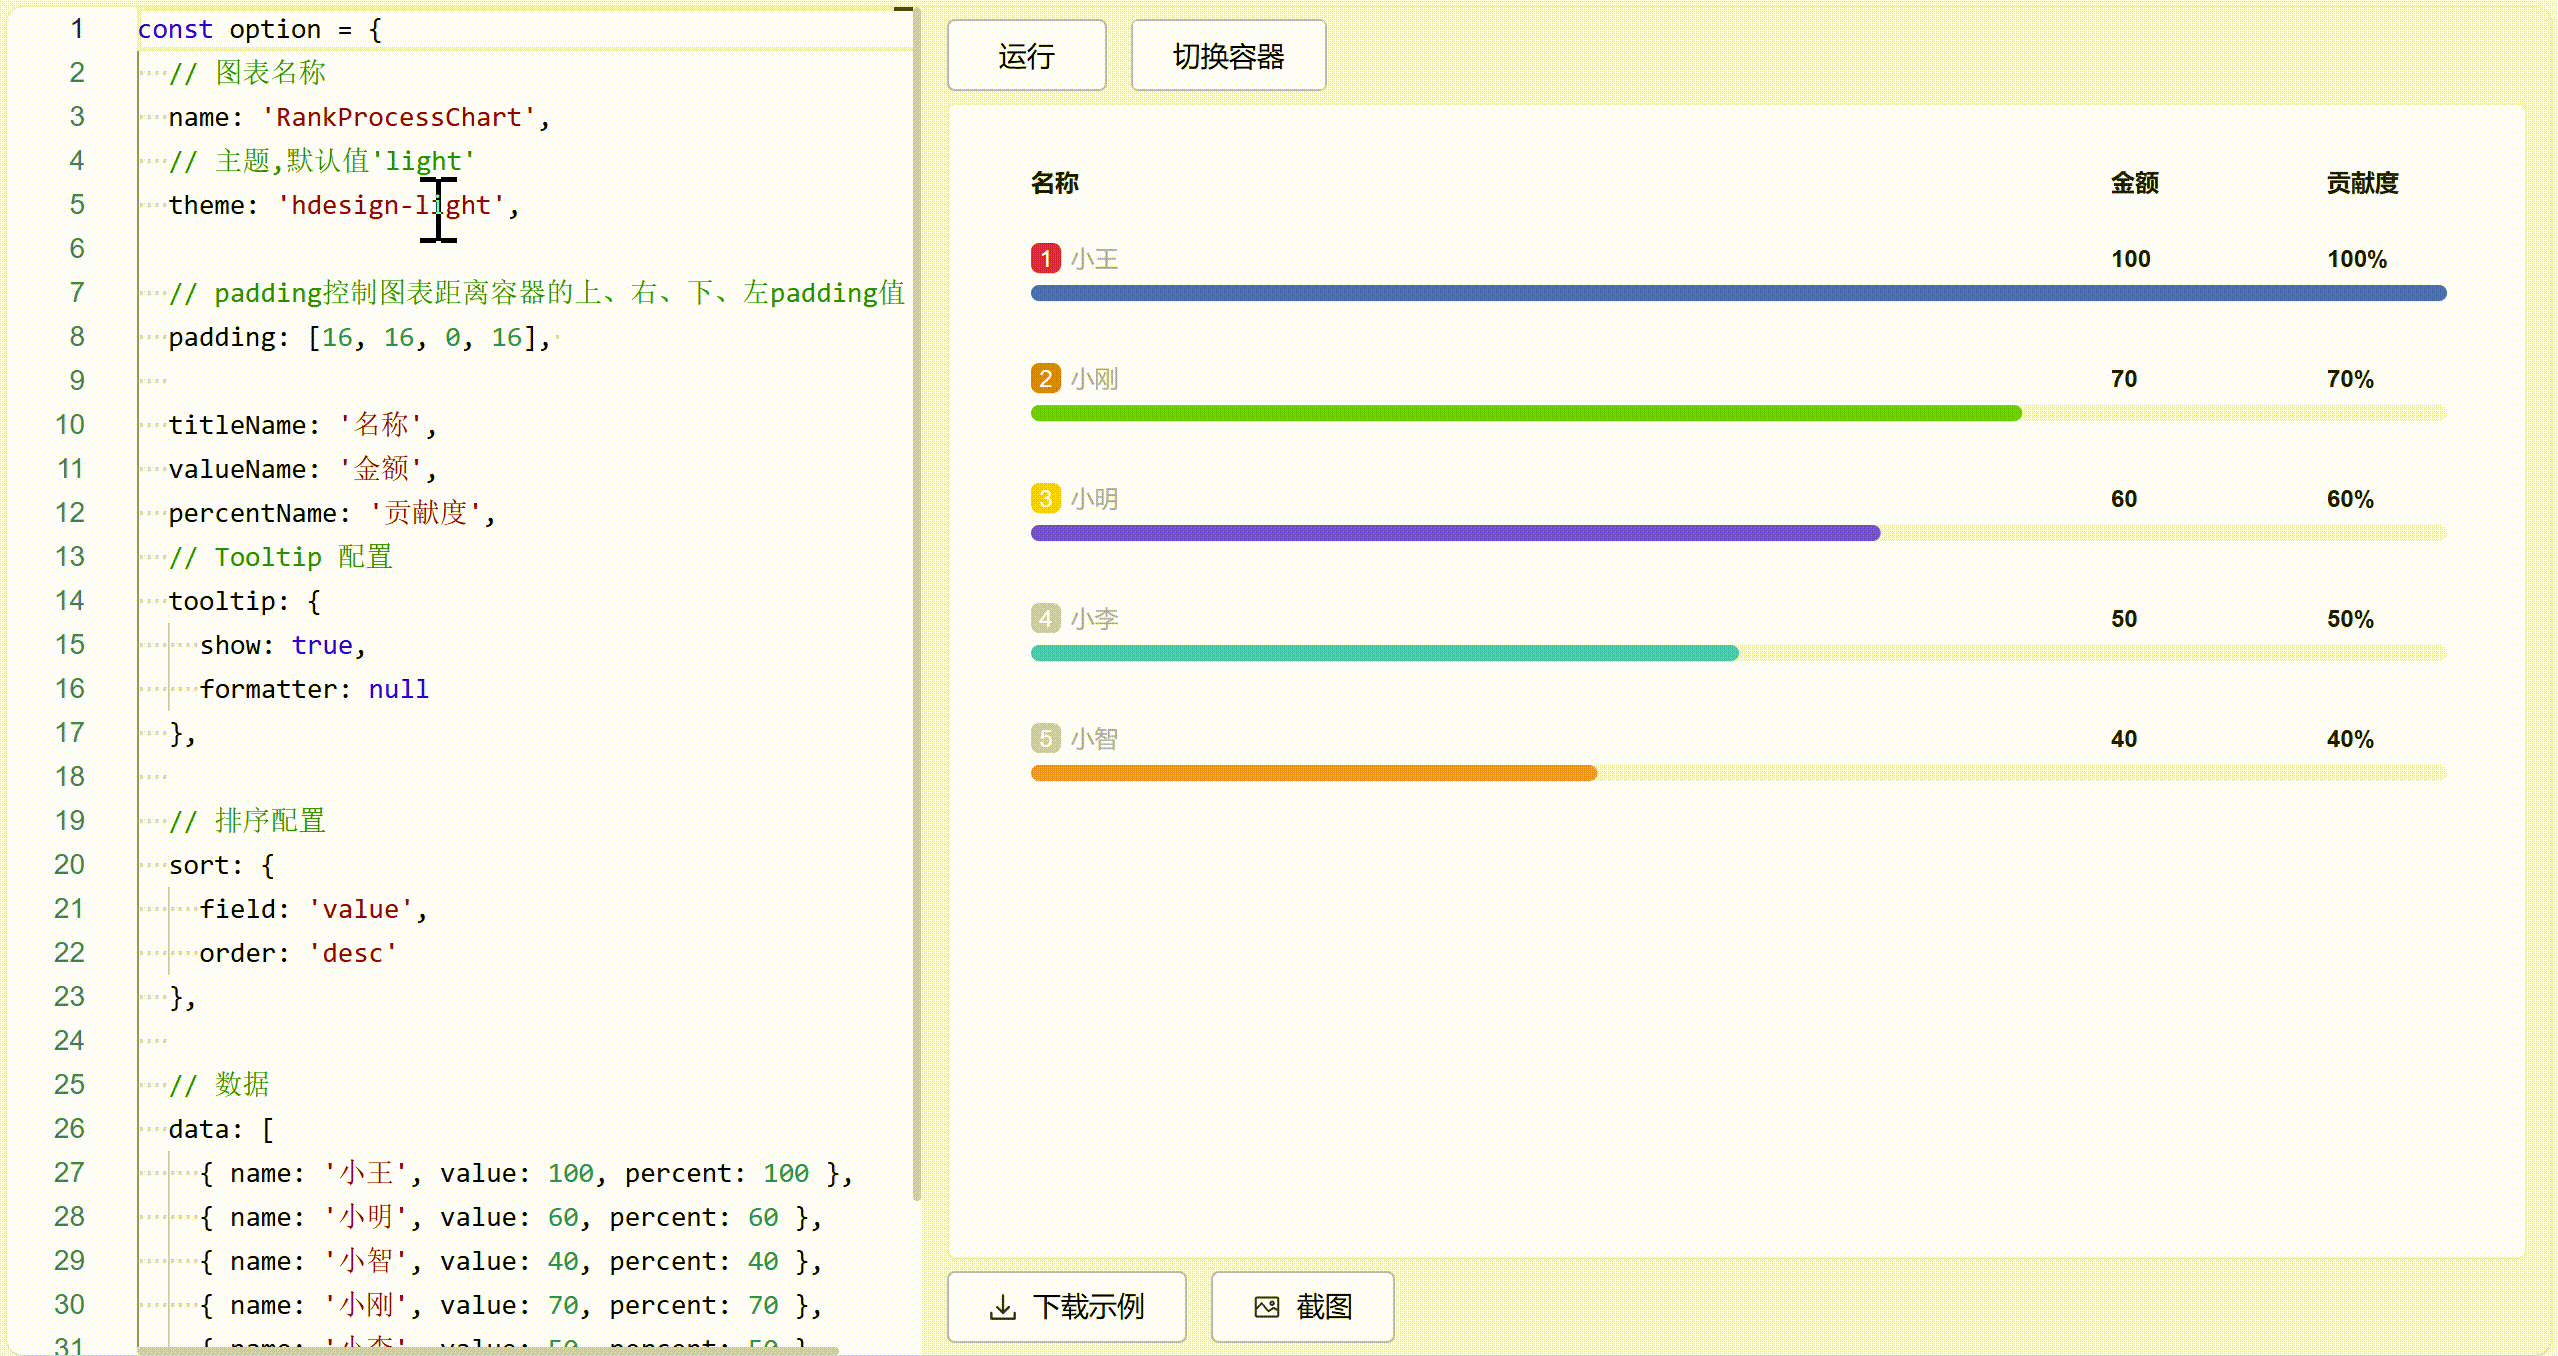 1 const option = {
2 // 图表名称
3 name: 'RankProcessChart',
4 // 主题,默认值'light'
5 theme: 'hdesign-light',
6
7 // padding控制图表距离容器的上、右、下、左padding值
8 padding: [16, 16, 0, 16],
9
10 titleName: '名称',
11 valueName: '金额',
12 percentName: '贡献度',
13 // Tooltip 配置
14 tooltip: {
15 show: true,
16 formatter: null
17 },
18
19 // 排序配置
20 sort: {
21 field: 'value',
22 order: 'desc'
23 },
24
25 // 数据
26 data: [
27 { name: '小王', value: 100, percent: 100 },
28 { name: '小明', value: 60, percent: 60 },
29 { name: '小智', value: 40, percent: 40 },
30 { name: '小刚', value: 70, percent: 70 },
31 { name: '小李', value: 50, percent: 50 }
运行 切换容器
名称 金额 贡献度
1 小王 100 100%
2 小刚 70 70%
3 小明 60 60%
4 小李 50 50%
5 小智 40 40%
下载示例 截图